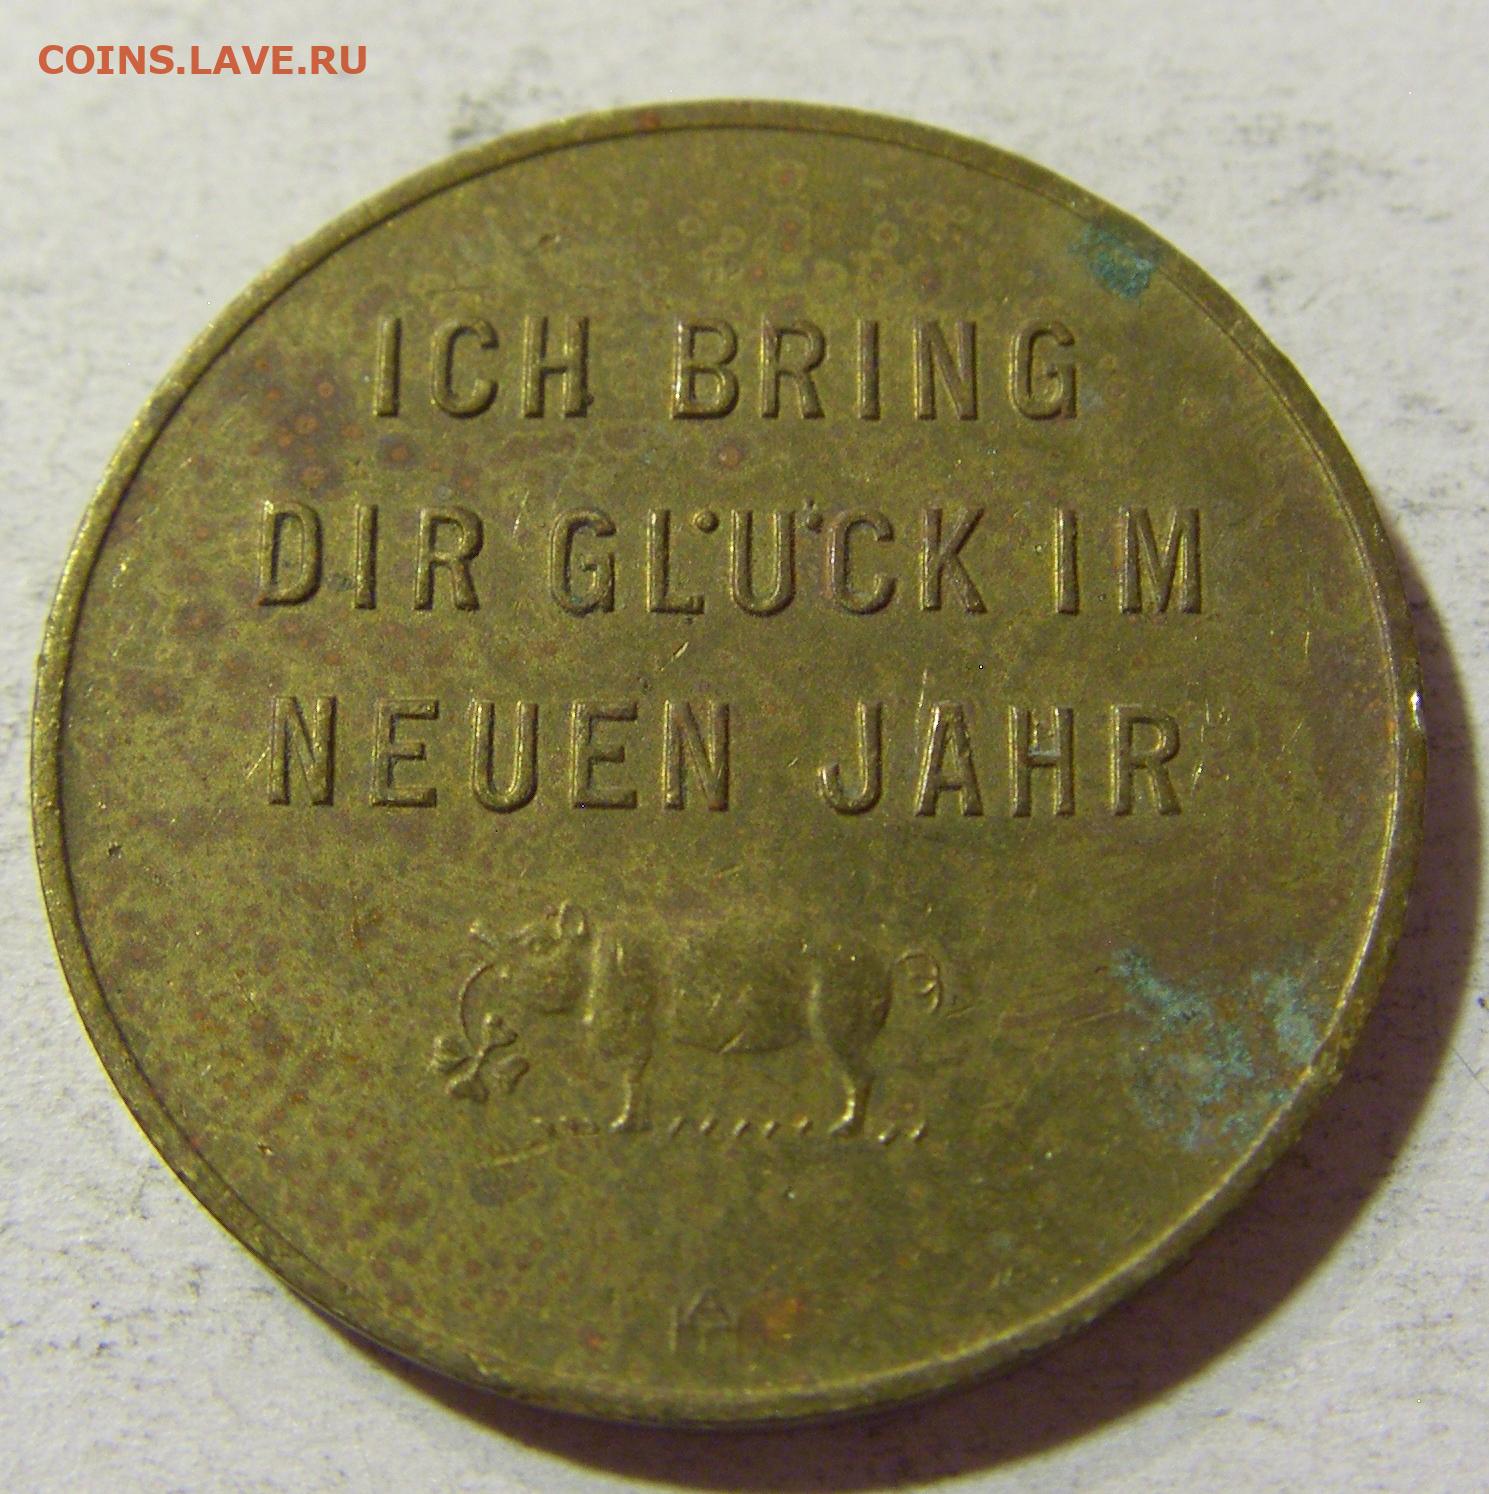 COINS.LAVE.RU
ICH BRING
DIR GLÜCK IM
NEUEN JAHR